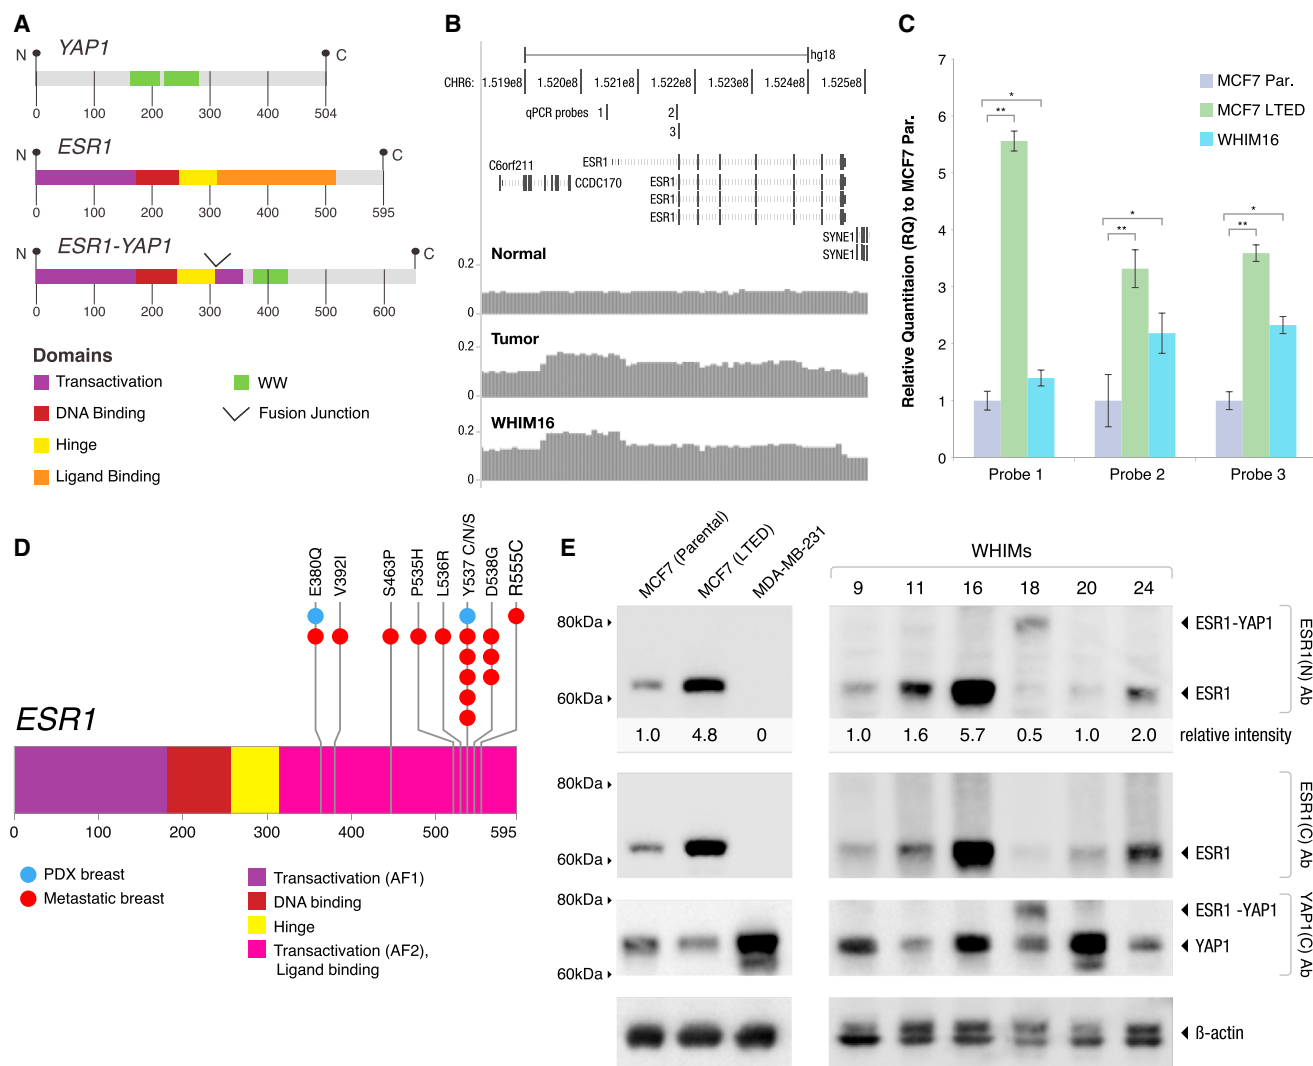 A
YAP1
N
C
0 100 200 300 400 504
ESR1
N
C
0 100 200 300 400 500 595
ESR1-YAP1
N
C
0 100 200 300 400 500 600
Domains
Transactivation
WW
DNA Binding
Fusion Junction
Hinge
Ligand Binding
B
hg18
CHR6: 1.519e8 1.520e8 1.521e8 1.522e8 1.523e8 1.524e8 1.525e8
qPCR probes 1 2
3
ESR1
C6orf211
CCDC170
ESR1
ESR1
ESR1
SYNE1
SYNE1
Normal
0.2
0
Tumor
0.2
0
WHIM16
0.2
0
C
Relative Quantitation (RQ) to MCF7 Par.
7
6
5
4
3
2
1
0
MCF7 Par.
MCF7 LTED
WHIM16
*
**
*
**
*
**
Probe 1 Probe 2 Probe 3
D
E380Q
V392I
S463P
P535H
L536R
Y537 C/N/S
D538G
R555C
ESR1
0 100 200 300 400 500 595
PDX breast
Metastatic breast
Transactivation (AF1)
DNA binding
Hinge
Transactivation (AF2),
Ligand binding
E
MCF7 (Parental)
MCF7 (LTED)
MDA-MB-231
WHIMs
9 11 16 18 20 24
80kDa
60kDa
ESR1-YAP1
ESR1
ESR1(N) Ab
1.0 4.8 0 1.0 1.6 5.7 0.5 1.0 2.0 relative intensity
80kDa
60kDa
ESR1
ESR1(C) Ab
80kDa
60kDa
ESR1 -YAP1
YAP1
YAP1(C) Ab
ß-actin